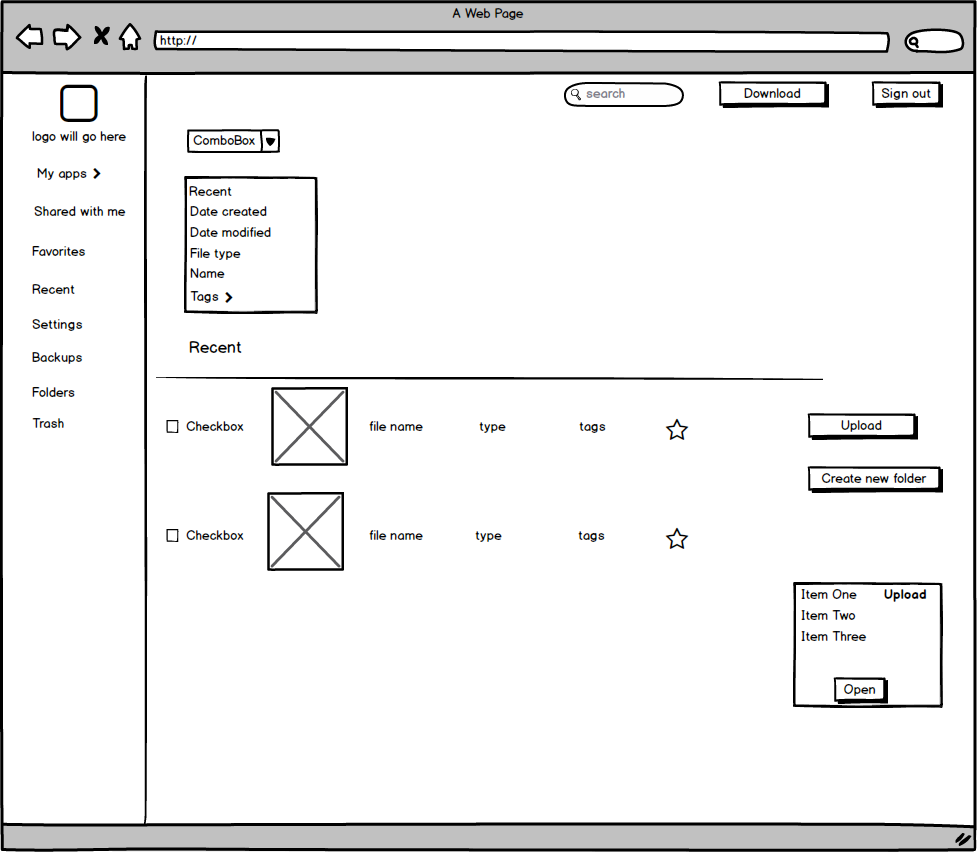 A Web Page
http://
search
Download
Sign out
logo will go here
My apps
Shared with me
Favorites
Recent
Settings
Backups
Folders
Trash
ComboBox
Recent
Date created
Date modified
File type
Name
Tags
Recent
Checkbox file name type tags
Upload
Create new folder
Checkbox file name type tags
Item One Upload
Item Two
Item Three
Open